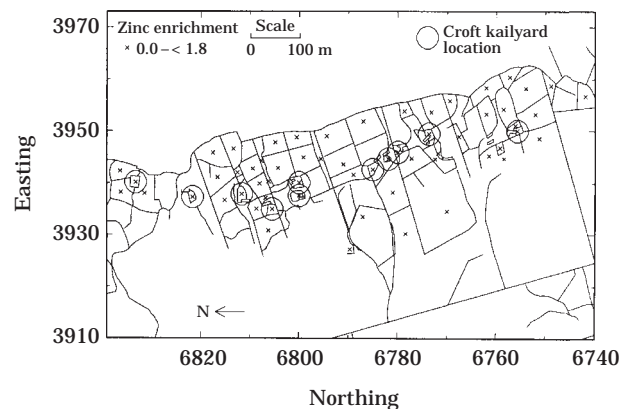 3973
3950
3930
3910
Easting
Zinc enrichment
× 0.0 – < 1.8
Scale
0 100 m
Croft kailyard
location
N
6820 6800 6780 6760 6740
Northing